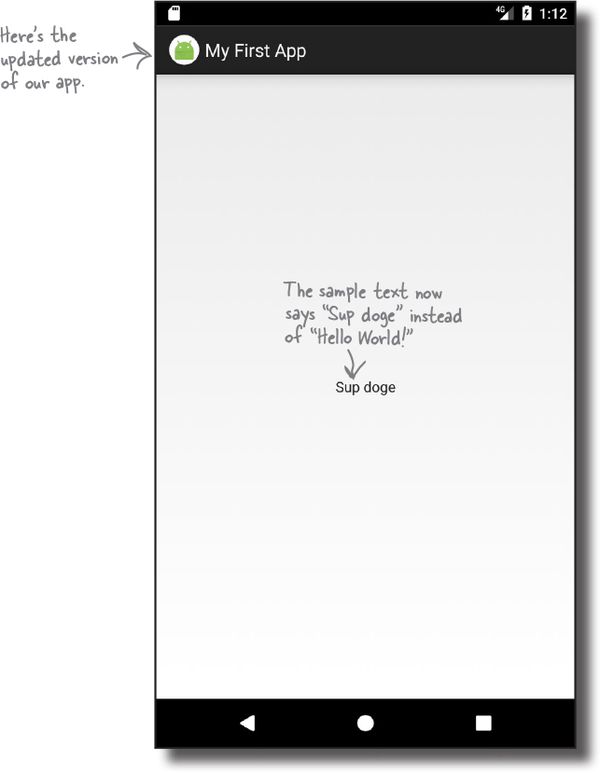 4G 1:12
Here's the
updated version
of our app.
My First App
The sample text now
says "Sup doge" instead
of "Hello World!"
Sup doge